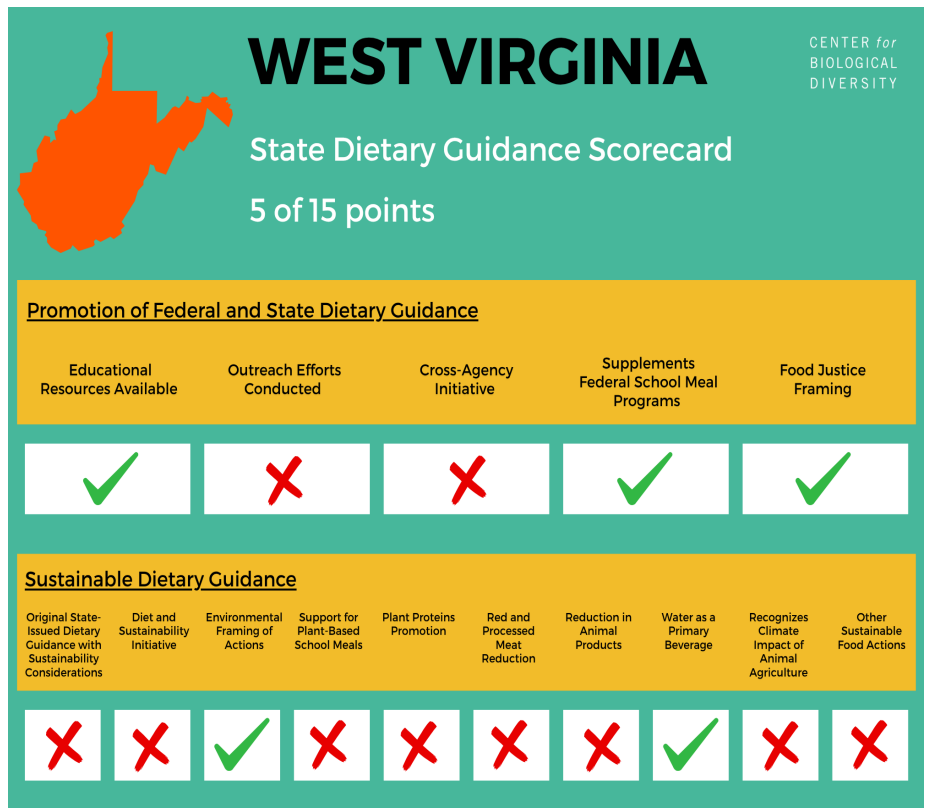 WEST VIRGINIA
CENTER for
BIOLOGICAL
DIVERSITY
State Dietary Guidance Scorecard
5 of 15 points
Promotion of Federal and State Dietary Guidance
Educational
Resources Available
Outreach Efforts
Conducted
Cross-Agency
Initiative
Supplements
Federal School Meal
Programs
Food Justice
Framing
Sustainable Dietary Guidance
Original State-
Issued Dietary
Guidance with
Sustainability
Considerations
Diet and
Sustainability
Initiative
Environmental
Framing of
Actions
Support for
Plant-Based
School Meals
Plant Proteins
Promotion
Red and
Processed
Meat
Reduction
Reduction in
Animal
Products
Water as a
Primary
Beverage
Recognizes
Climate
Impact of
Animal
Agriculture
Other
Sustainable
Food Actions